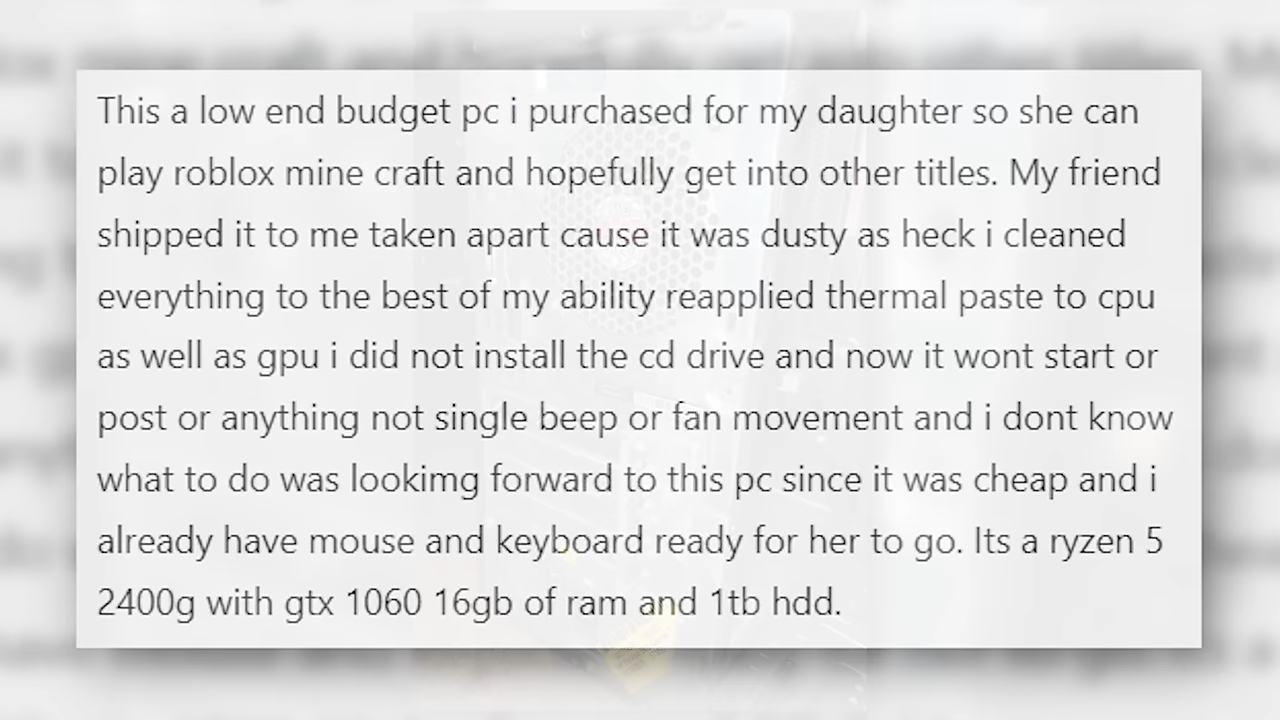 This a low end budget pc i purchased for my daughter so she can
play roblox mine craft and hopefully get into other titles. My friend
shipped it to me taken apart cause it was dusty as heck i cleaned
everything to the best of my ability reapplied thermal paste to cpu
as well as gpu i did not install the cd drive and now it wont start or
post or anything not single beep or fan movement and i dont know
what to do was lookimg forward to this pc since it was cheap and i
already have mouse and keyboard ready for her to go. Its a ryzen 5
2400g with gtx 1060 16gb of ram and 1tb hdd.